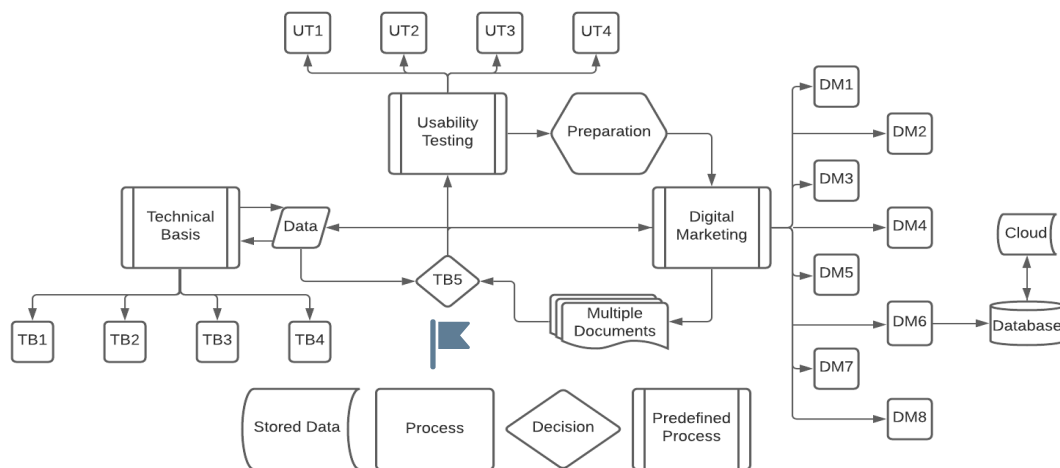 UT1
UT2
UT3
UT4
Usability
Testing
Preparation
DM1
DM2
DM3
Technical
Basis
Data
Digital
Marketing
DM4
Cloud
TB5
DM5
Multiple
Documents
DM6
Database
TB1
TB2
TB3
TB4
DM7
DM8
Stored Data
Process
Decision
Predefined
Process